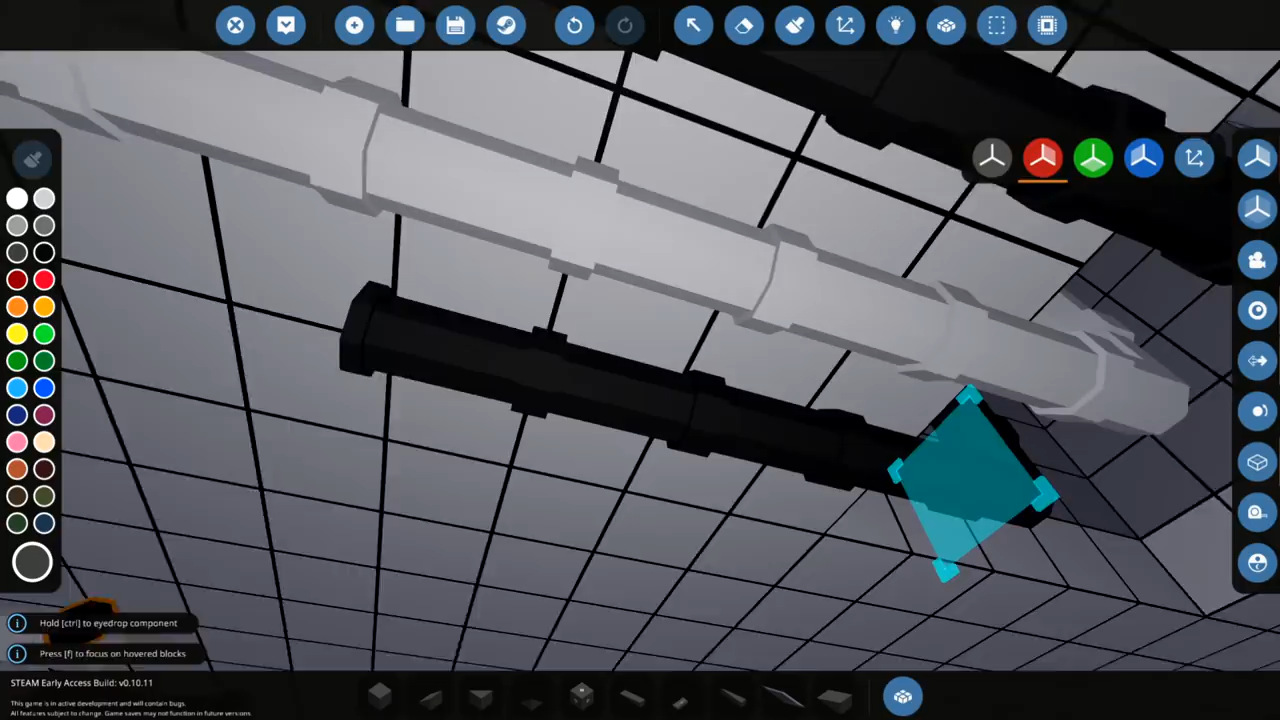 Hold [ctrl] to eyedrop component
Press [f] to focus on hovered blocks
STEAM Early Access Build: v0.10.11
This game is in active development and will contain bugs.
All features subject to change. Game saves may not function in future versions